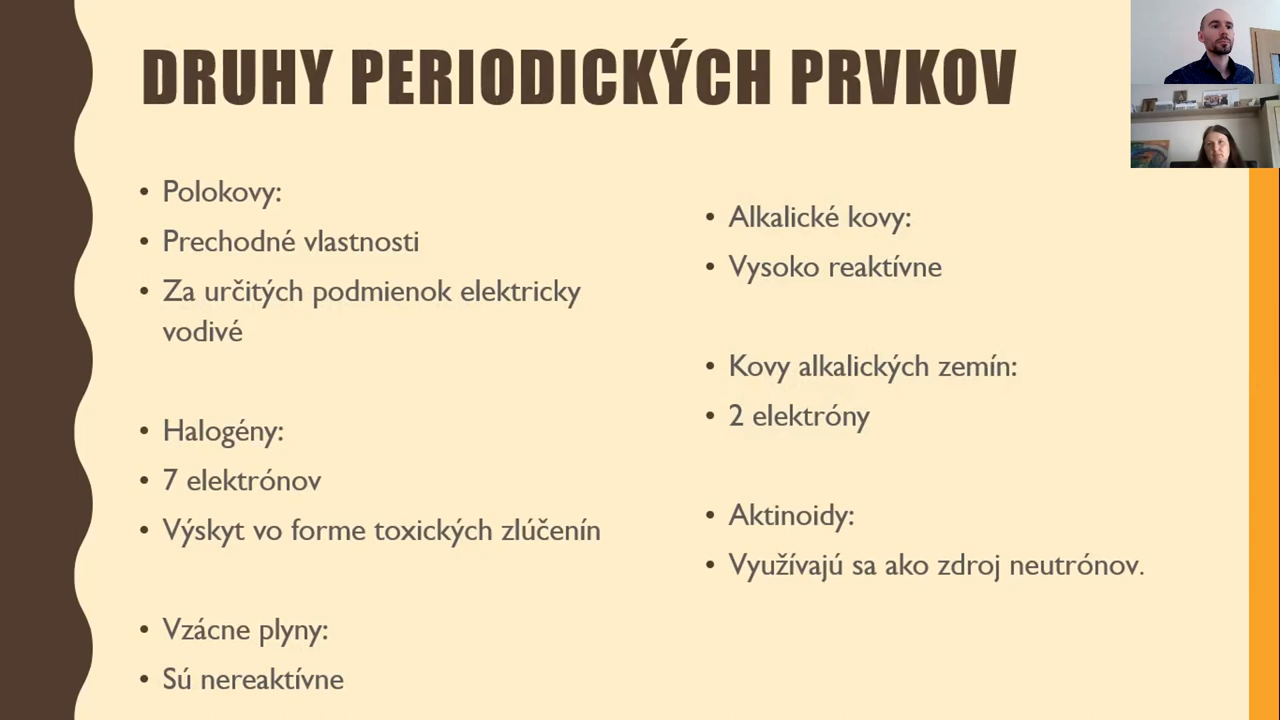 DRUHY PERIODICKÝCH PRVKOV
• Polokovy:
• Prechodné vlastnosti
• Za určitých podmienok elektricky
vodivé
• Halogény:
• 7 elektrónov
• Výskyt vo forme toxických zlúčenín
• Vzácne plyny:
• Sú nereaktívne
• Alkalické kovy:
• Vysoko reaktívne
• Kovy alkalických zemín:
• 2 elektróny
• Aktinoidy:
• Využívajú sa ako zdroj neutrónov.